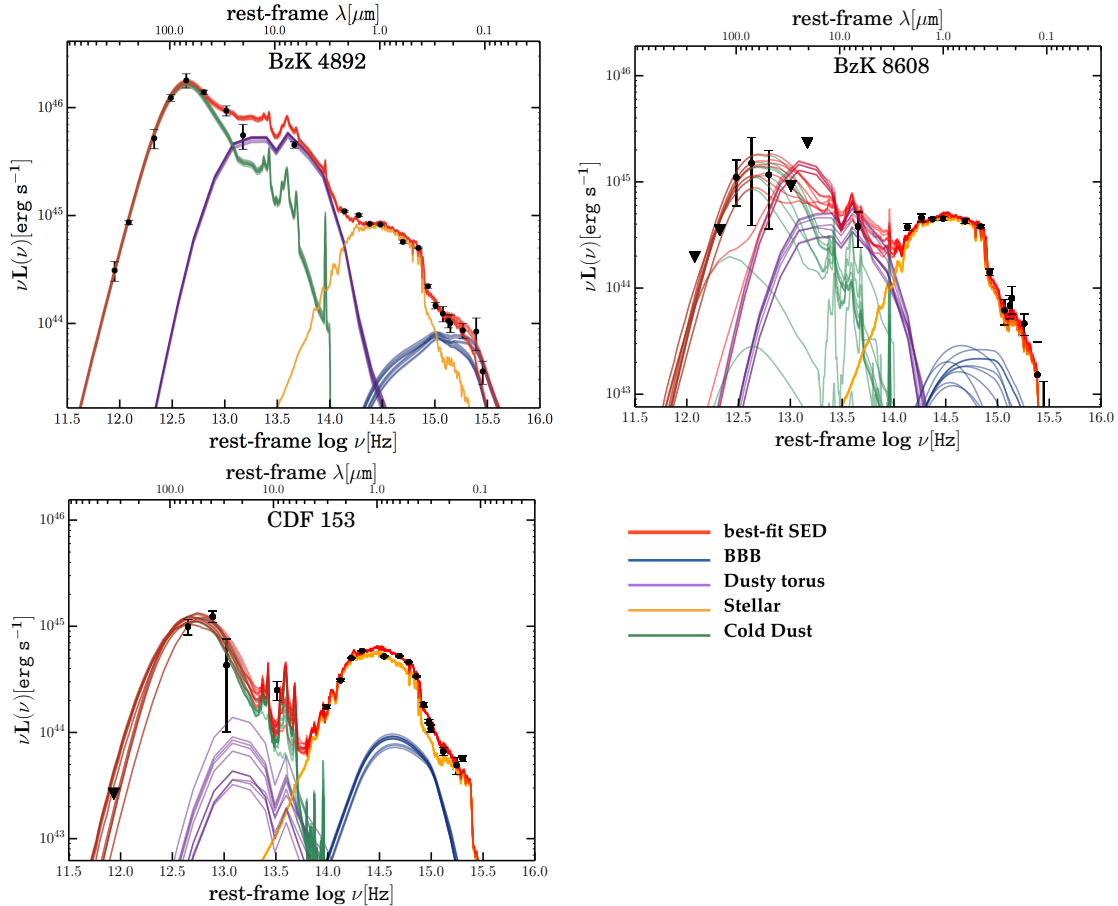 rest-frame λ[μm]
100.0 10.0 1.0 0.1
BzK 4892
10^46
10^45
10^44
νL(ν)[erg s^−1]
11.5 12.0 12.5 13.0 13.5 14.0 14.5 15.0 15.5 16.0
rest-frame log ν[Hz]
rest-frame λ[μm]
100.0 10.0 1.0 0.1
BzK 8608
10^46
10^45
10^44
10^43
νL(ν)[erg s^−1]
11.5 12.0 12.5 13.0 13.5 14.0 14.5 15.0 15.5 16.0
rest-frame log ν[Hz]
rest-frame λ[μm]
100.0 10.0 1.0 0.1
CDF 153
10^46
10^45
10^44
10^43
νL(ν)[erg s^−1]
11.5 12.0 12.5 13.0 13.5 14.0 14.5 15.0 15.5 16.0
rest-frame log ν[Hz]
best-fit SED
BBB
Dusty torus
Stellar
Cold Dust